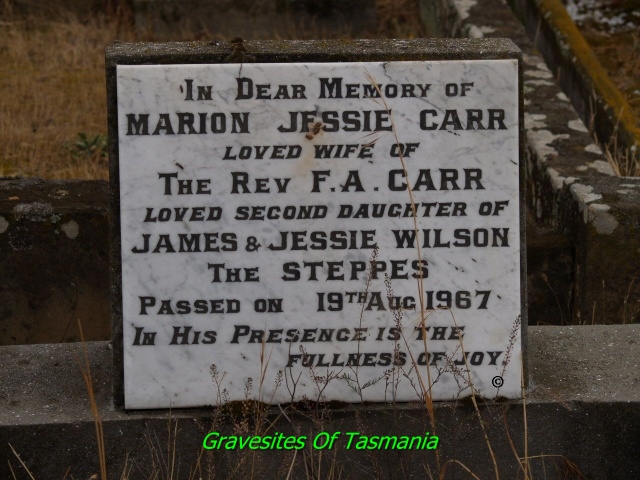 In Dear Memory of
MARION JESSIE CARR
LOVED WIFE OF
The Rev F.A. CARR
LOVED SECOND DAUGHTER OF
JAMES & JESSIE WILSON
The STEPPES
Passed on 19TH Aug 1967
In His Presence is the
fullness of joy.
©
Gravesites Of Tasmania